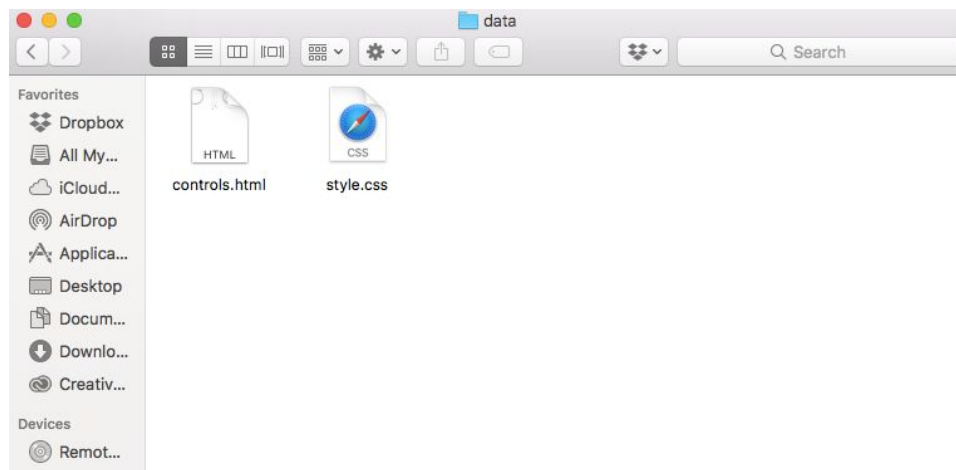 data
Search
Favorites
Dropbox
All My...
iCloud...
AirDrop
Applica...
Desktop
Docum...
Downlo...
Creativ...
Devices
Remot...
HTML
CSS
controls.html
style.css